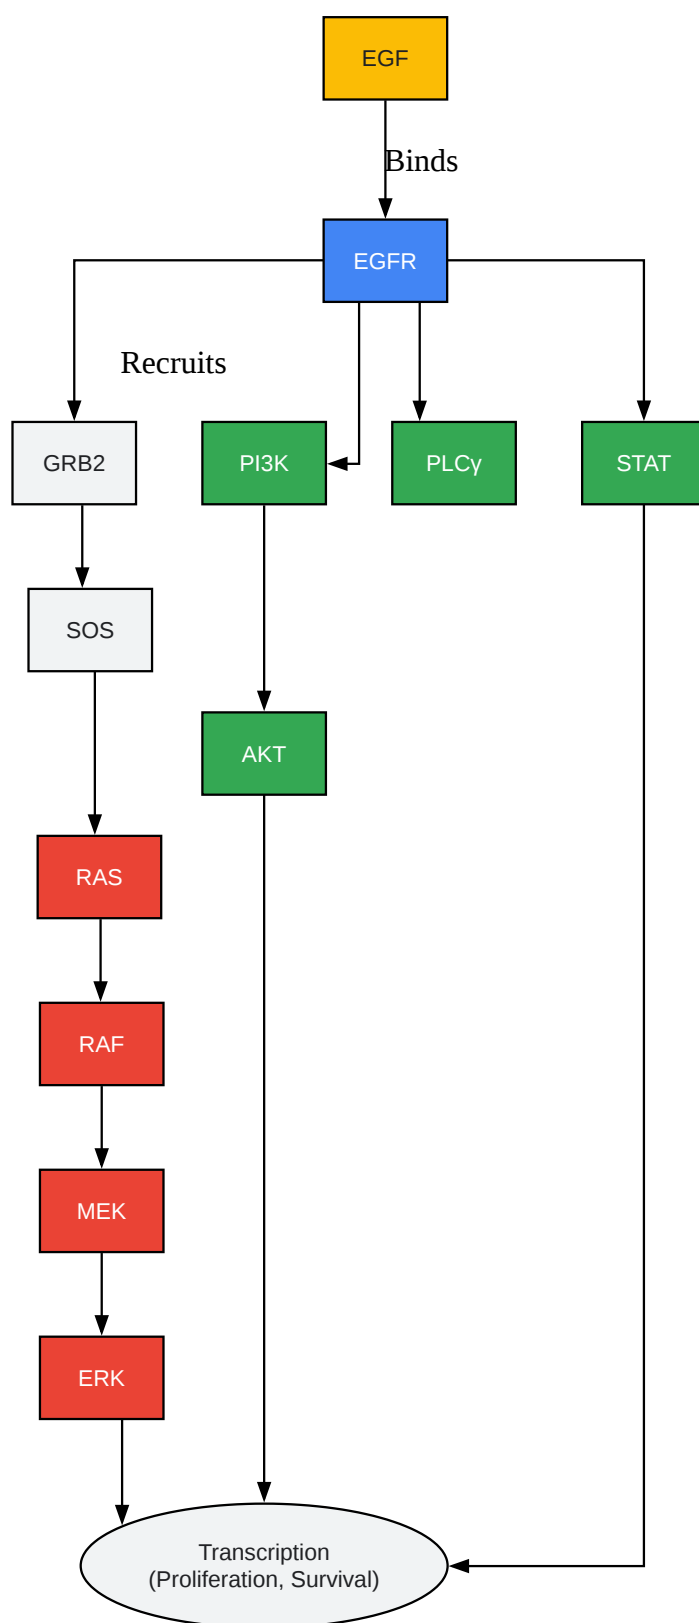 EGF
Binds
EGFR
Recruits
GRB2
PI3K
PLCγ
STAT
SOS
AKT
RAS
RAF
MEK
ERK
Transcription
(Proliferation, Survival)